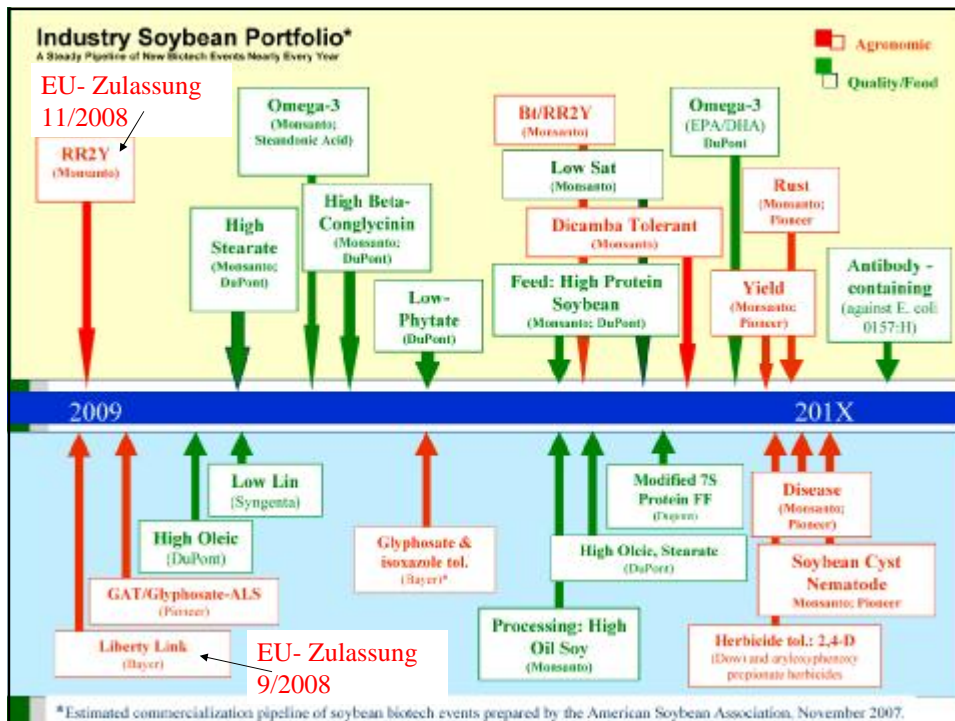 Industry Soybean Portfolio*
A Steady Pipeline of New Biotech Events Nearly Every Year
Agronomic
Quality/Food
EU- Zulassung
11/2008
RR2Y
(Monsanto)
High
Stearate
(Monsanto;
DuPont)
Omega-3
(Monsanto;
Steandonic Acid)
High Beta-
Conglycinin
(Monsanto;
DuPont)
Low-
Phytate
(DuPont)
Bt/RR2Y
(Monsanto)
Low Sat
(Monsanto)
Dicamba Tolerant
(Monsanto)
Feed: High Protein
Soybean
(Monsanto; DuPont)
Omega-3
(EPA/DHA)
DuPont
Rust
(Monsanto;
Pioneer
Yield
(Monsanto;
Pioneer)
Antibody -
containing
(against E. coli
0157:H)
2009
201X
Low Lin
(Syngenta)
High Oleic
(DuPont)
GAT/Glyphosate-ALS
(Pioneer)
Liberty Link
(Bayer)
EU- Zulassung
9/2008
Glyphosate &
isoxazole tol.
(Bayer)*
Modified 7S
Protein FF
(Dupont)
High Oleic, Stearate
(DuPont)
Processing: High
Oil Soy
(Monsanto)
Disease
(Monsanto;
Pioneer)
Soybean Cyst
Nematode
Monsanto; Pioneer
Herbicide tol.: 2,4-D
(Dow) and aryloxyphenoxy
propionate herbicides
*Estimated commercialization pipeline of soybean biotech events prepared by the American Soybean Association, November 2007.